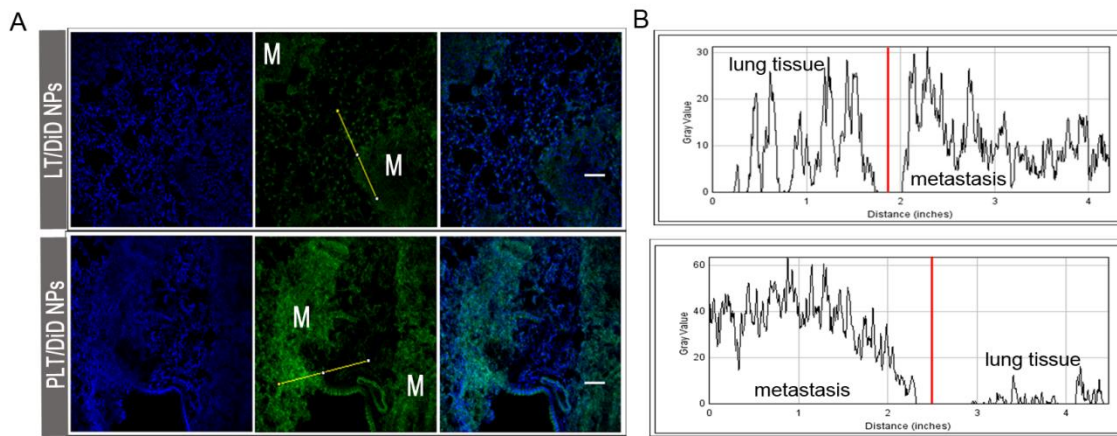 A
B
LT/DiD NPs
M
M
30
20
10
0
Gray Value
lung tissue
metastasis
0 1 2 3 4
Distance (inches)
PLT/DiD NPs
M
M
60
40
20
0
Gray Value
metastasis
lung tissue
0 1 2 3 4
Distance (inches)